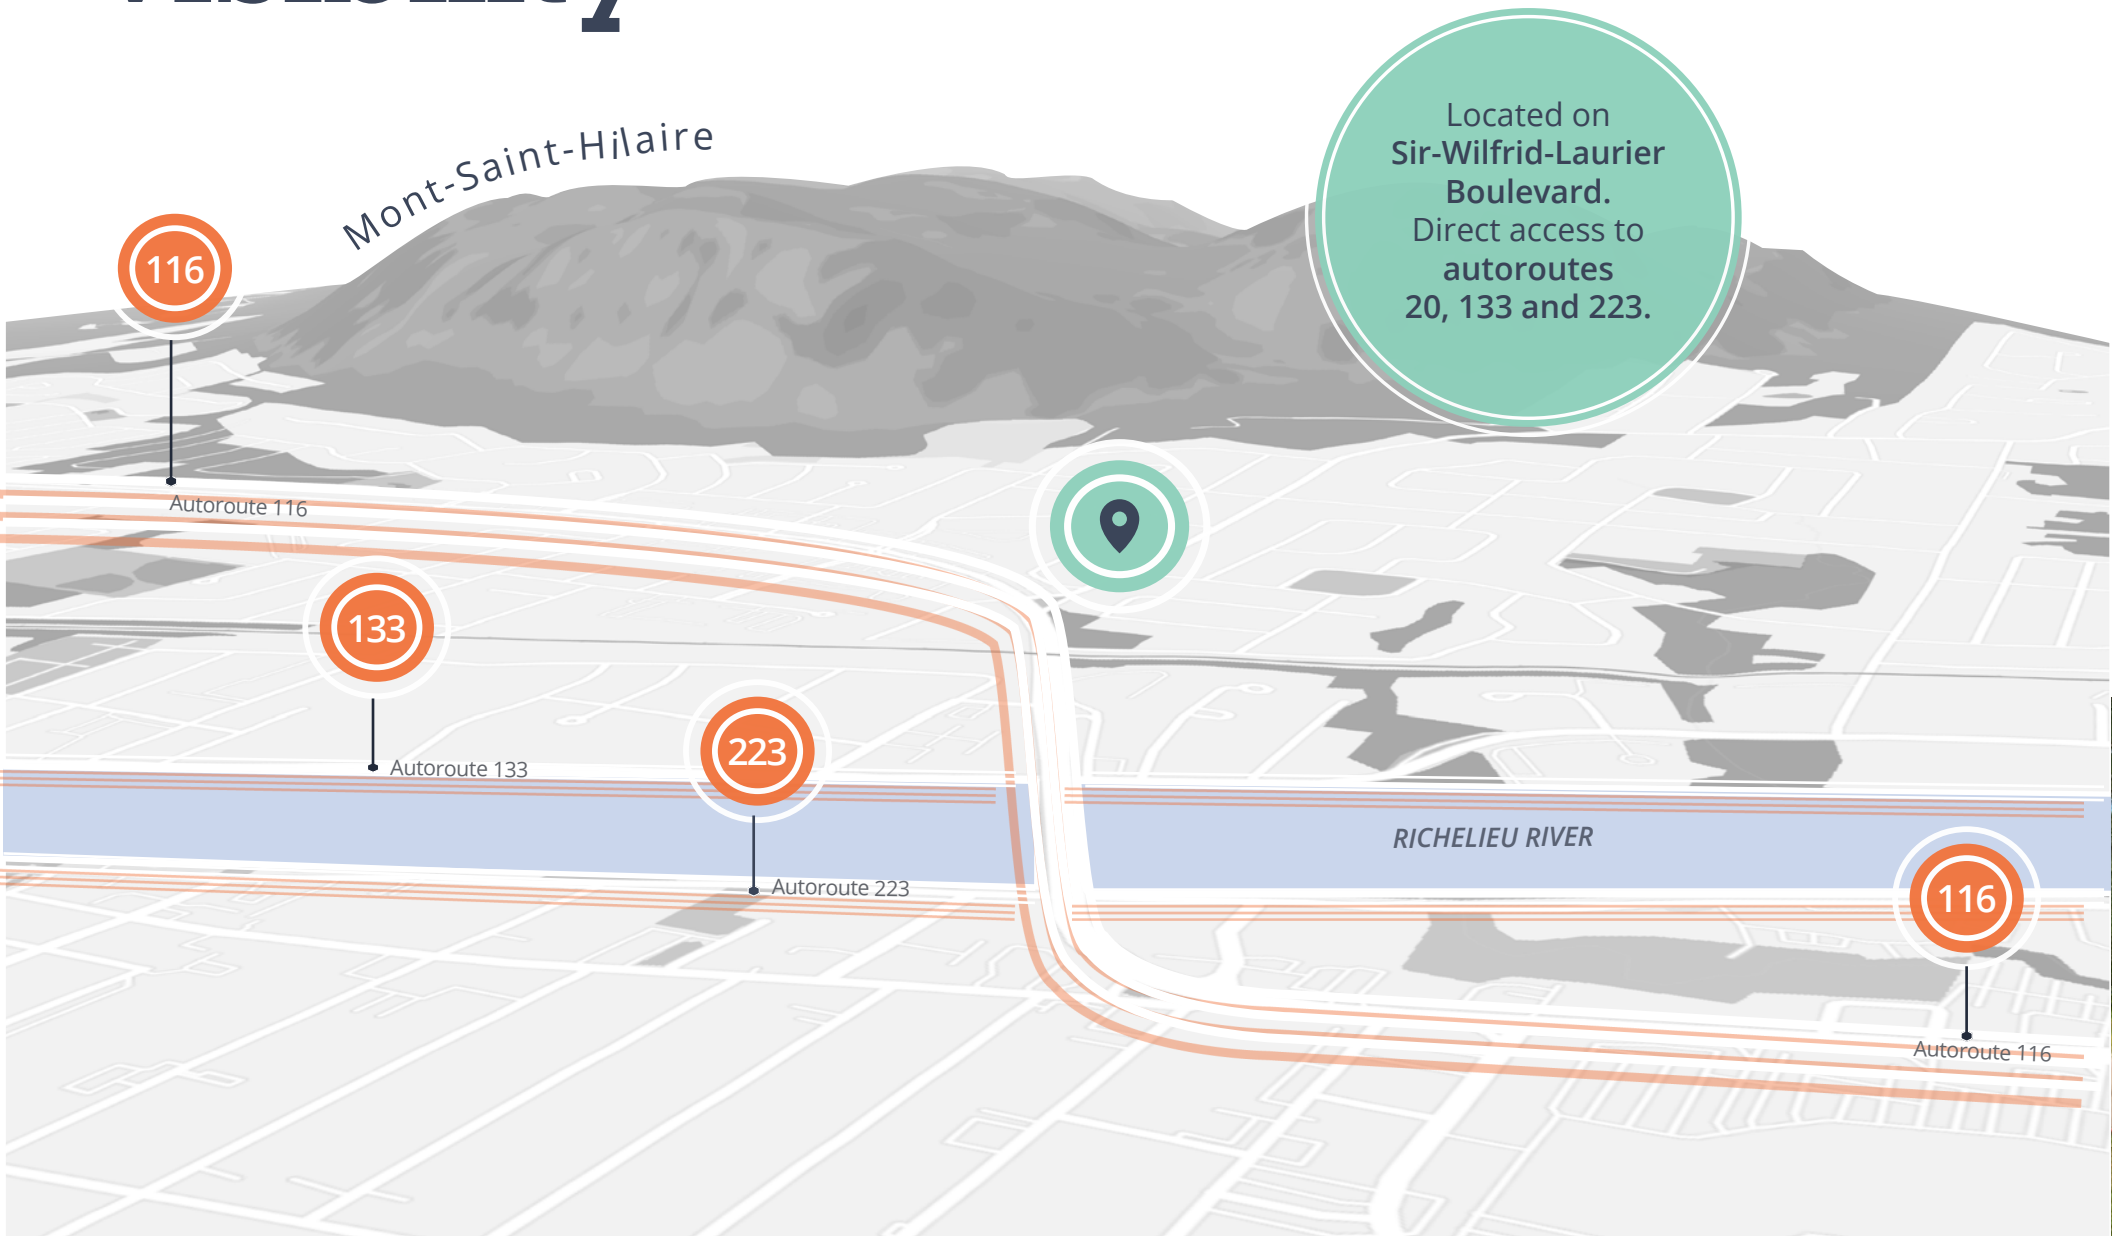 Mont-Saint-Hilaire
Located on
Sir-Wilfrid-Laurier
Boulevard.
Direct access to
autoroutes
20, 133 and 223.
116
Autoroute 116
133
Autoroute 133
223
Autoroute 223
RICHELIEU RIVER
116
Autoroute 116